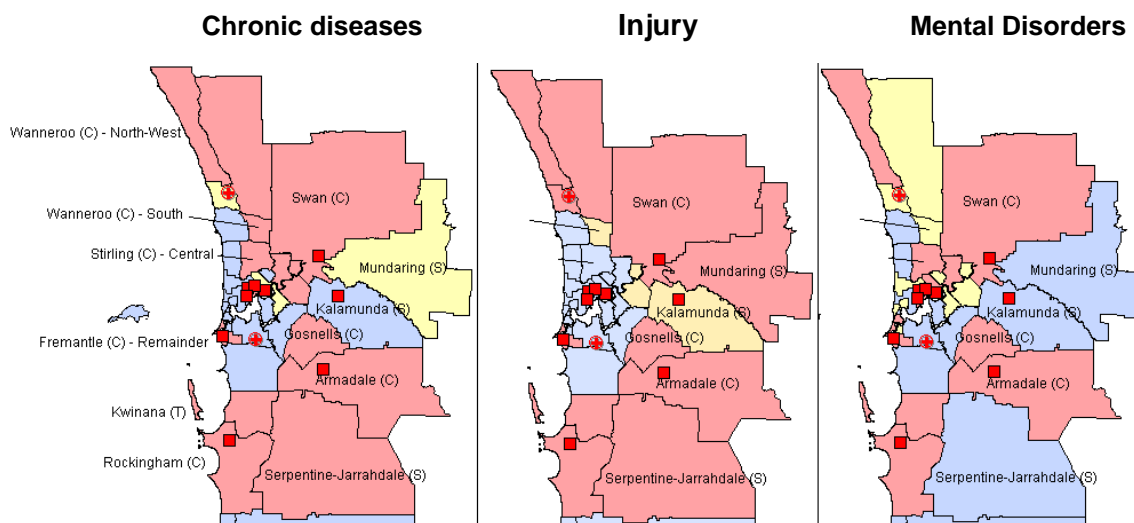 Chronic diseases
Injury
Mental Disorders
Wanneroo (C) - North-West
Swan (C)
Wanneroo (C) - South
Stirling (C) - Central
Mundaring (S)
Kalamunda (S)
Gosnells (C)
Fremantle (C) - Remainder
Armadale (C)
Kwinana (T)
Rockingham (C)
Serpentine-Jarrahdale (S)
Swan (C)
Mundaring (S)
Kalamunda (S)
Gosnells (C)
Armadale (C)
Serpentine-Jarrahdale (S)
Swan (C)
Mundaring (S)
Kalamunda (S)
Gosnells (C)
Armadale (C)
Serpentine-Jarrahdale (S)